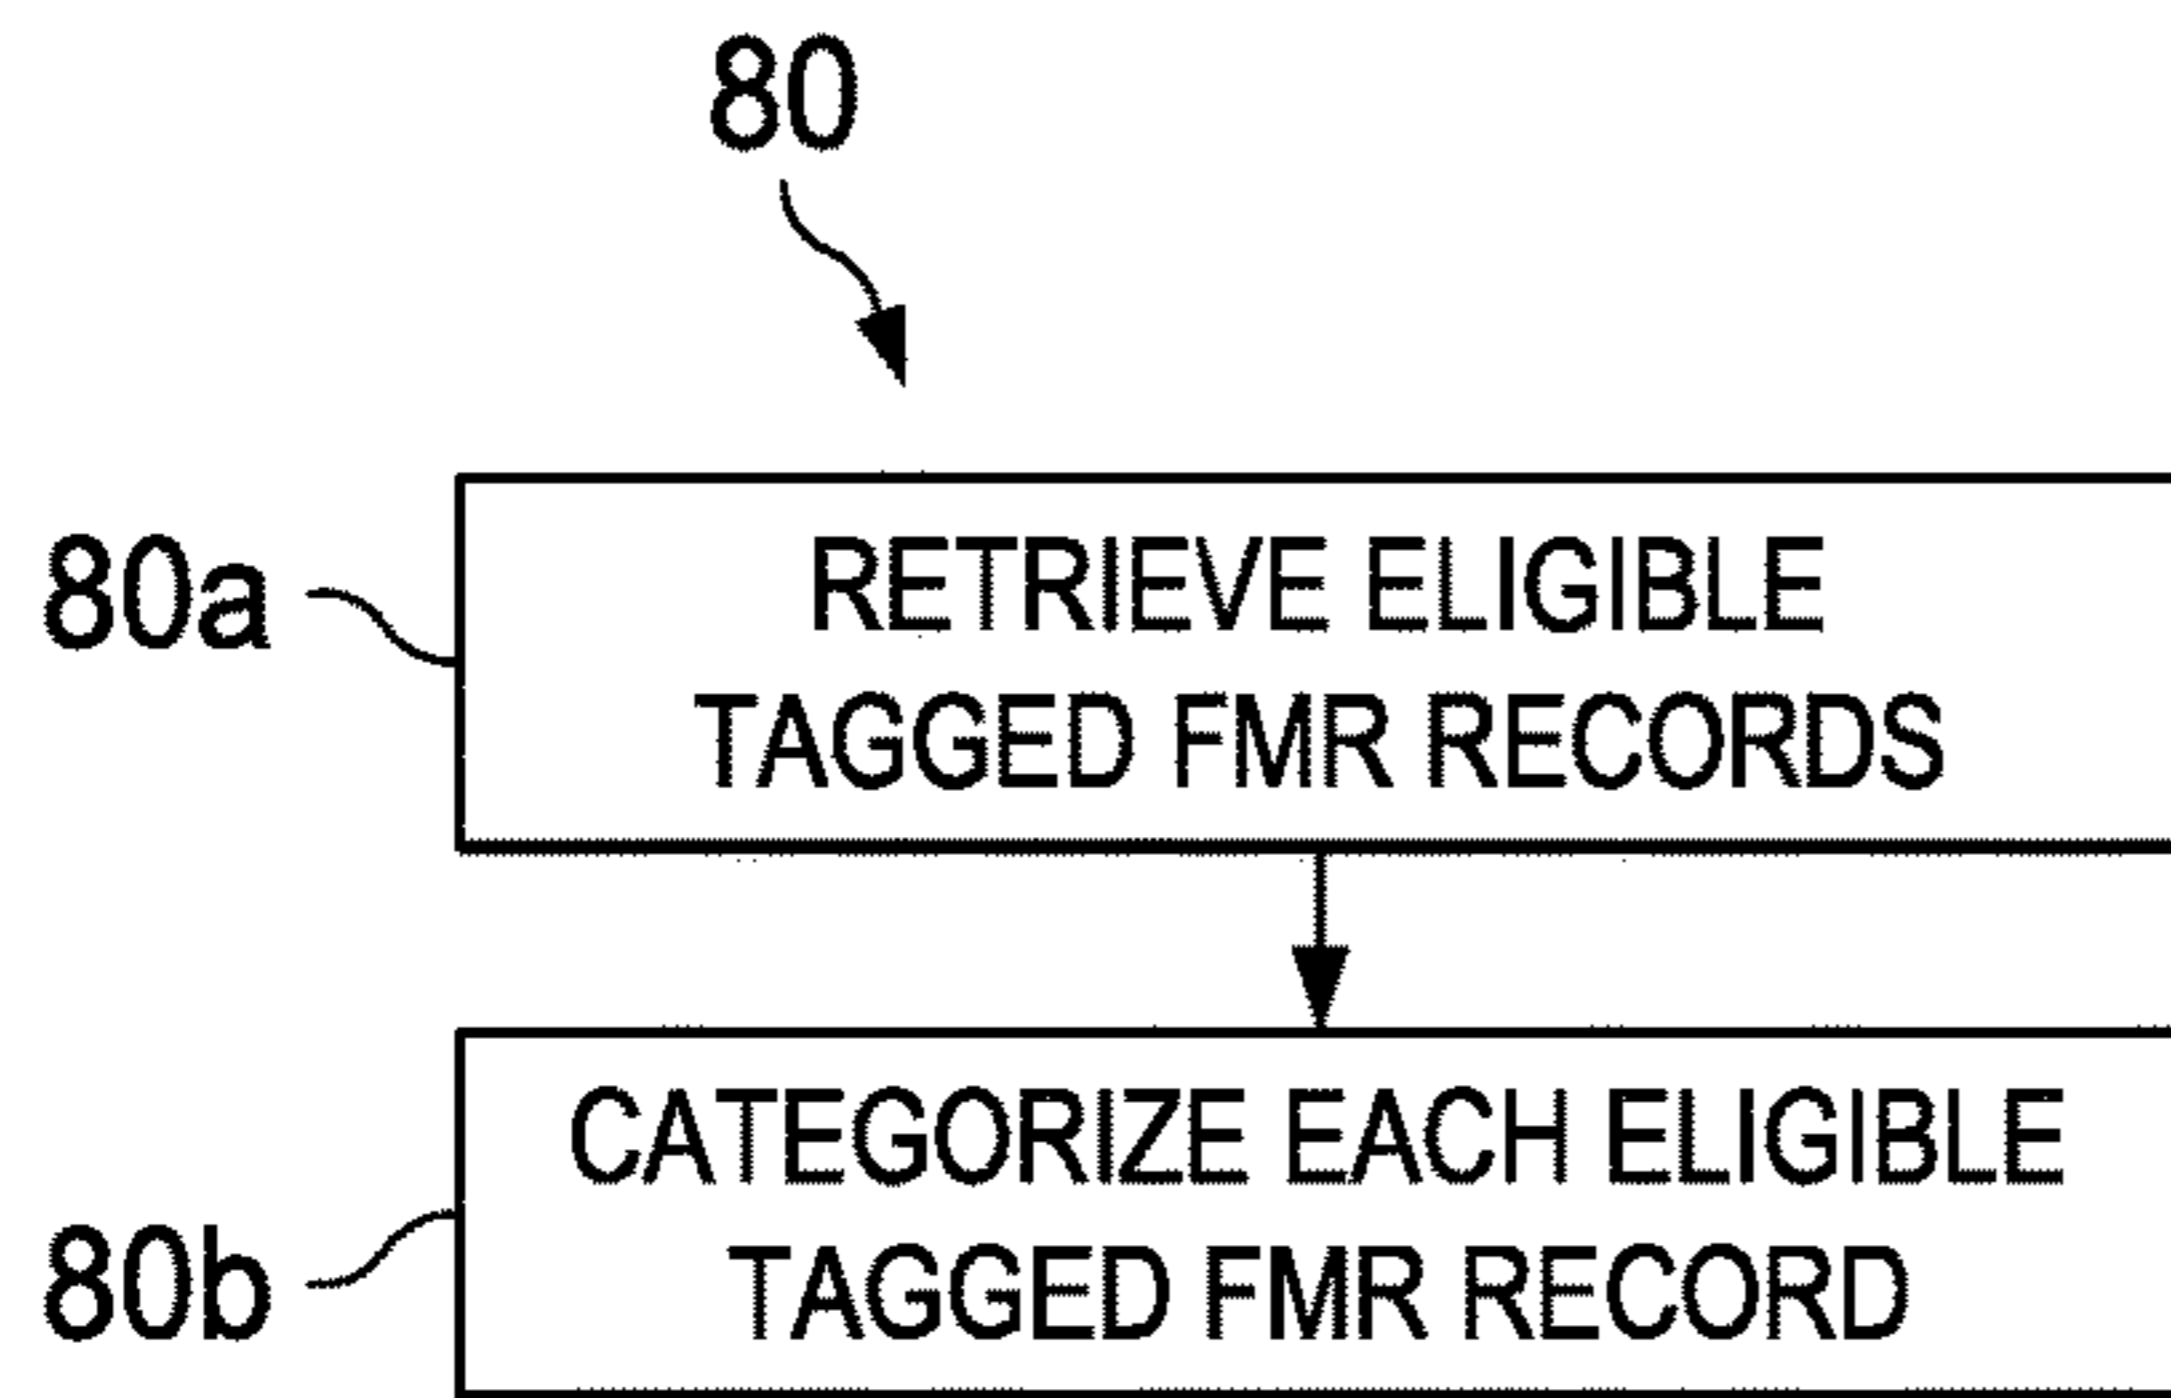 80
80a
RETRIEVE ELIGIBLE
TAGGED FMR RECORDS
80b
CATEGORIZE EACH ELIGIBLE
TAGGED FMR RECORD